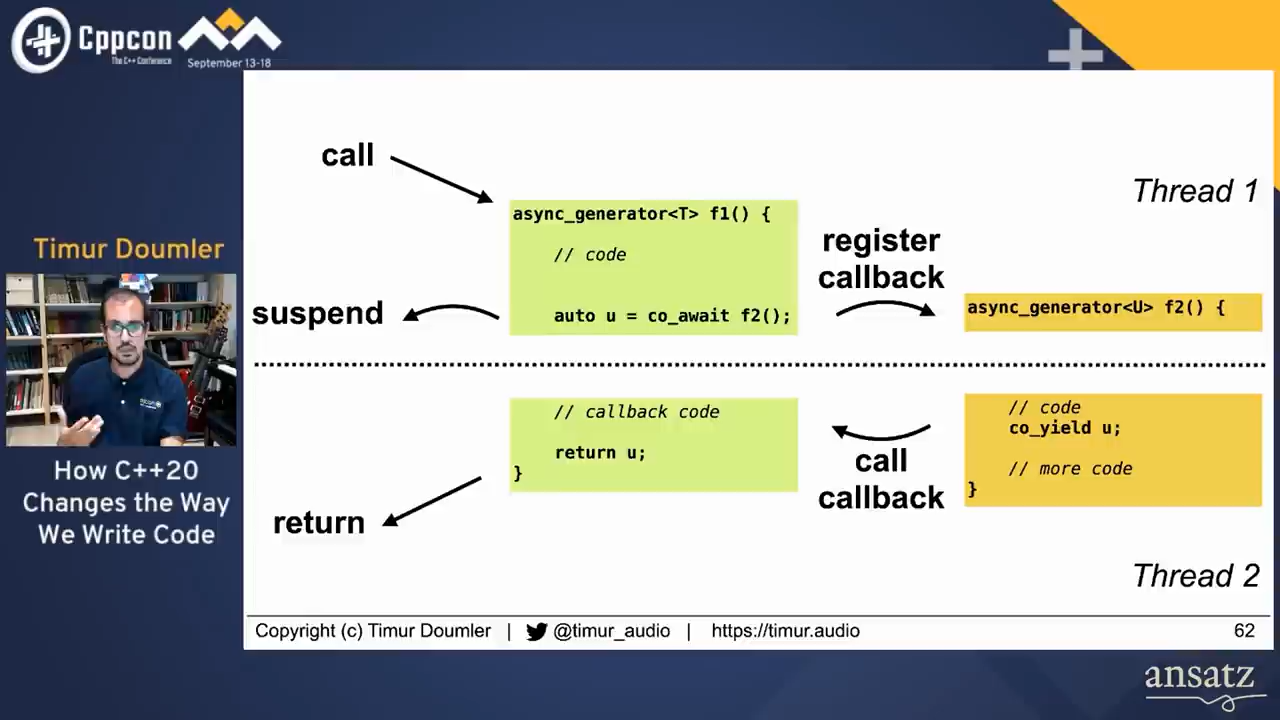 Cppcon
The C++ Conference
September 13-18
Timur Doumler
How C++20
Changes the Way
We Write Code
call
Thread 1
async_generator<T> f1() {
// code
auto u = co_await f2();
register
callback
suspend
async_generator<U> f2() {
// callback code
return u;
}
// code
co_yield u;
// more code
}
call
callback
return
Thread 2
Copyright (c) Timur Doumler | @timur_audio | https://timur.audio
62
ansatz